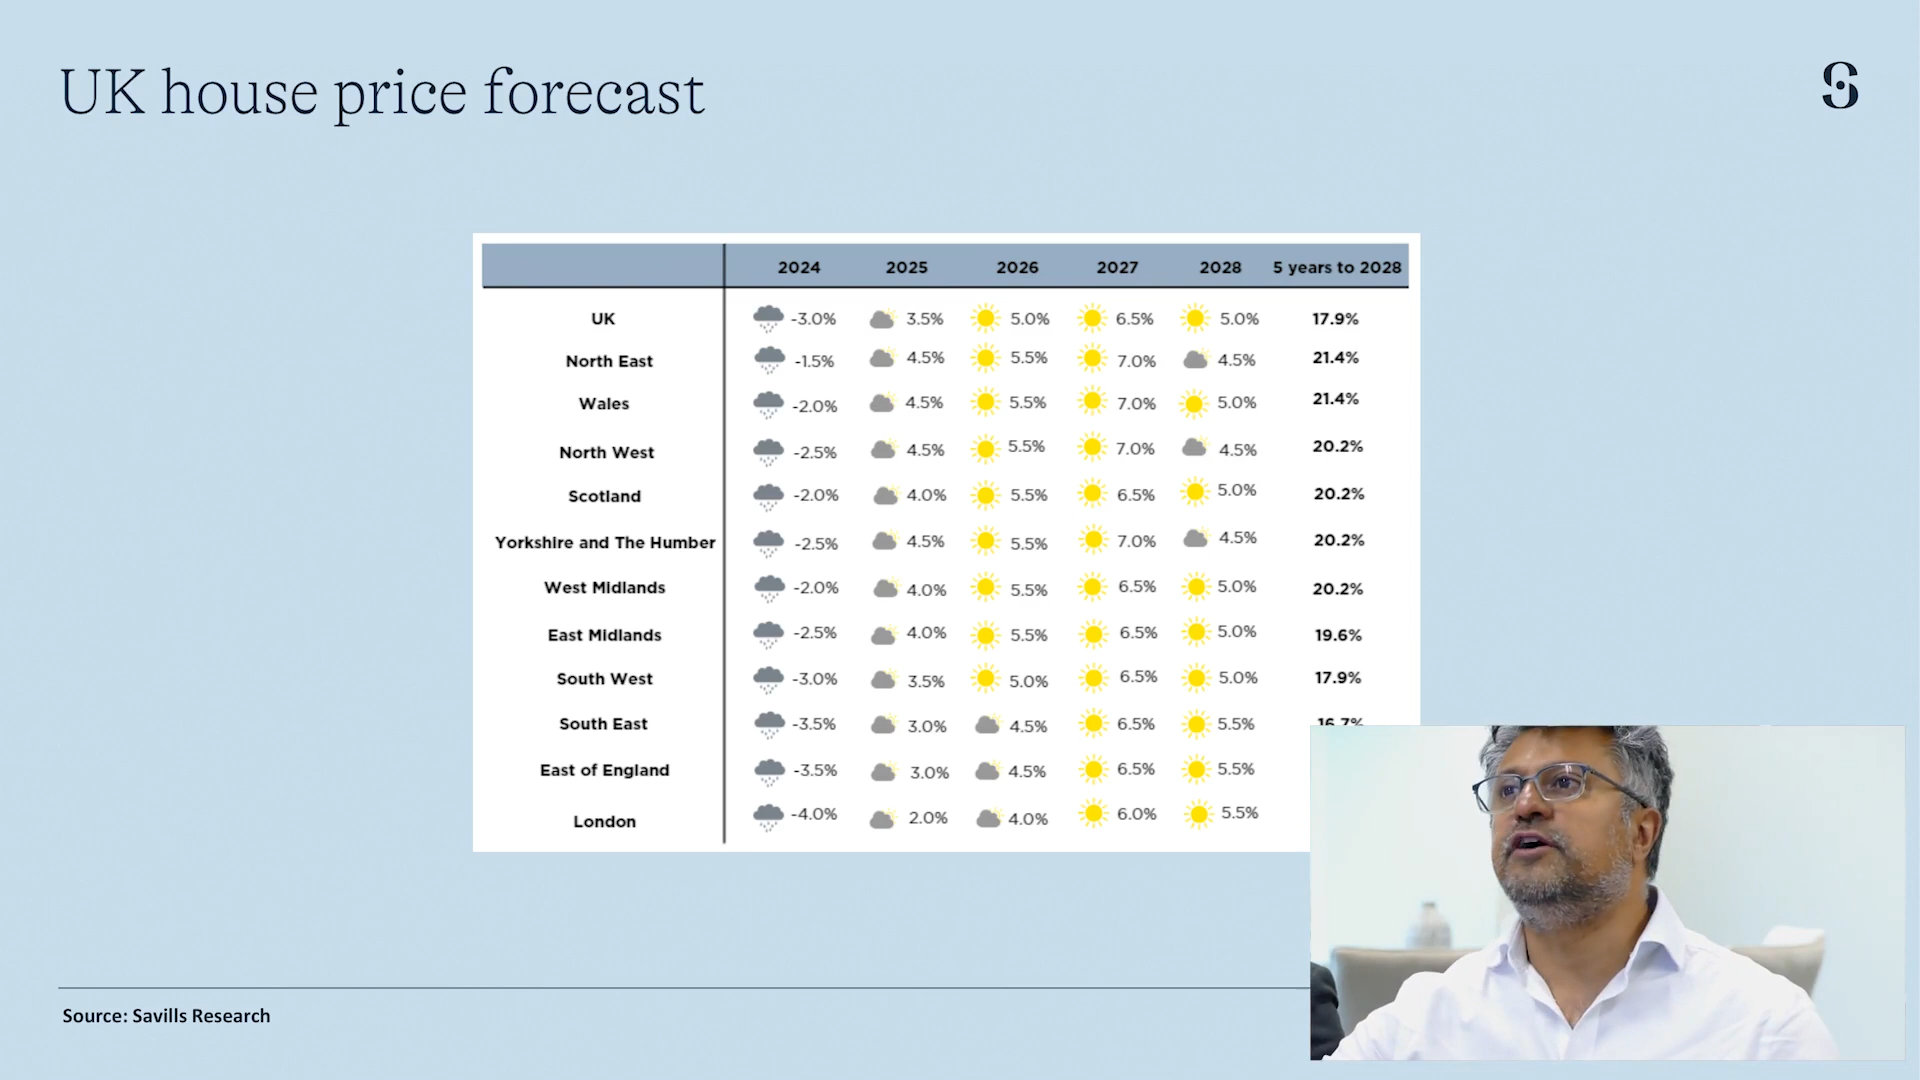 UK house price forecast
2024 2025 2026 2027 2028 5 years to 2028
UK -3.0% 3.5% 5.0% 6.5% 5.0% 17.9%
North East -1.5% 4.5% 5.5% 7.0% 4.5% 21.4%
Wales -2.0% 4.5% 5.5% 7.0% 5.0% 21.4%
North West -2.5% 4.5% 5.5% 7.0% 4.5% 20.2%
Scotland -2.0% 4.0% 5.5% 6.5% 5.0% 20.2%
Yorkshire and The Humber -2.5% 4.5% 5.5% 7.0% 4.5% 20.2%
West Midlands -2.0% 4.0% 5.5% 6.5% 5.0% 20.2%
East Midlands -2.5% 4.0% 5.5% 6.5% 5.0% 19.6%
South West -3.0% 3.5% 5.0% 6.5% 5.0% 17.9%
South East -3.5% 3.0% 4.5% 6.5% 5.5% 16.7%
East of England -3.5% 3.0% 4.5% 6.5% 5.5%
London -4.0% 2.0% 4.0% 6.0% 5.5%
Source: Savills Research